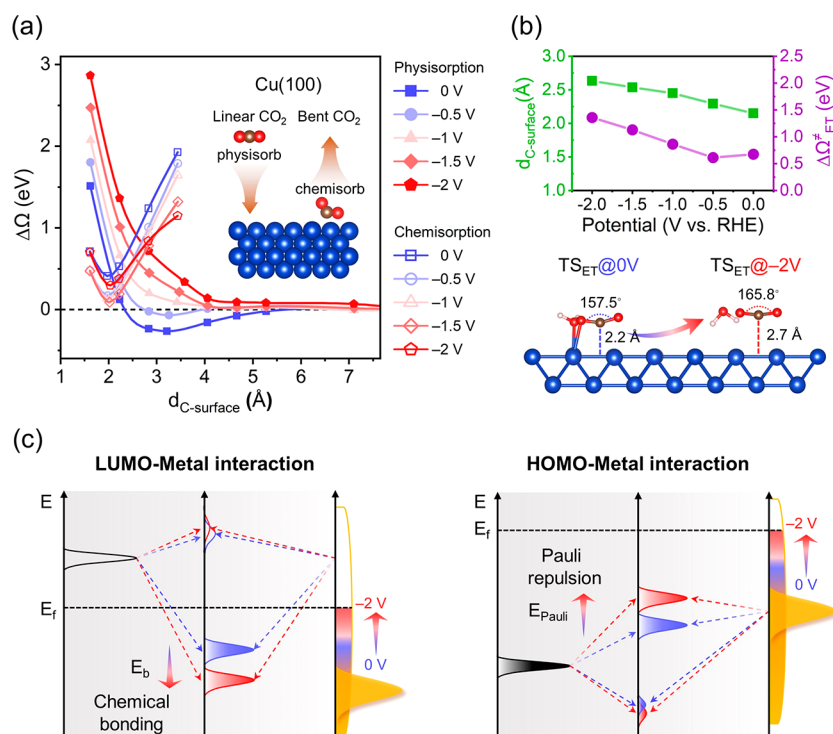 (a)
Cu(100)
Linear CO2
physisorb
Bent CO2
chemisorb
ΔΩ (eV)
3
2
1
0
1 2 3 4 5 6 7
dC-surface (Å)
Physisorption
0 V
–0.5 V
–1 V
–1.5 V
–2 V
Chemisorption
0 V
–0.5 V
–1 V
–1.5 V
–2 V
(b)
dC-surface(Å)
3.0
2.5
2.0
1.5
1.0
2.5
2.0
1.5
1.0
0.5
0.0
ΔΩ≠ET (eV)
-2.0 -1.5 -1.0 -0.5 0.0
Potential (V vs. RHE)
TSET@0V
TSET@–2V
157.5°
165.8°
2.2 Å
2.7 Å
(c)
LUMO-Metal interaction
E
Ef
–2 V
0 V
Eb
Chemical
bonding
HOMO-Metal interaction
E
Ef
–2 V
0 V
Pauli
repulsion
EPauli